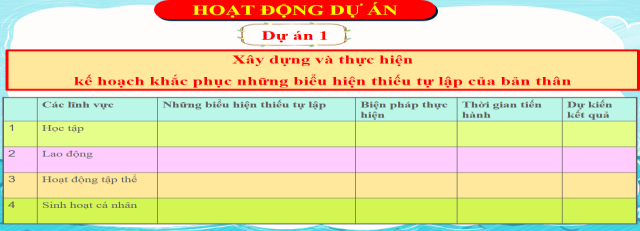 HOẠT ĐỘNG DỰ ÁN
Dự án 1
Xây dựng và thực hiện
kế hoạch khắc phục những biểu hiện thiếu tự lập của bản thân
Các lĩnh vực Những biểu hiện thiếu tự lập Biện pháp thực hiện Thời gian tiến hành Dự kiến kết quả
1 Học tập
2 Lao động
3 Hoạt động tập thể
4 Sinh hoạt cá nhân